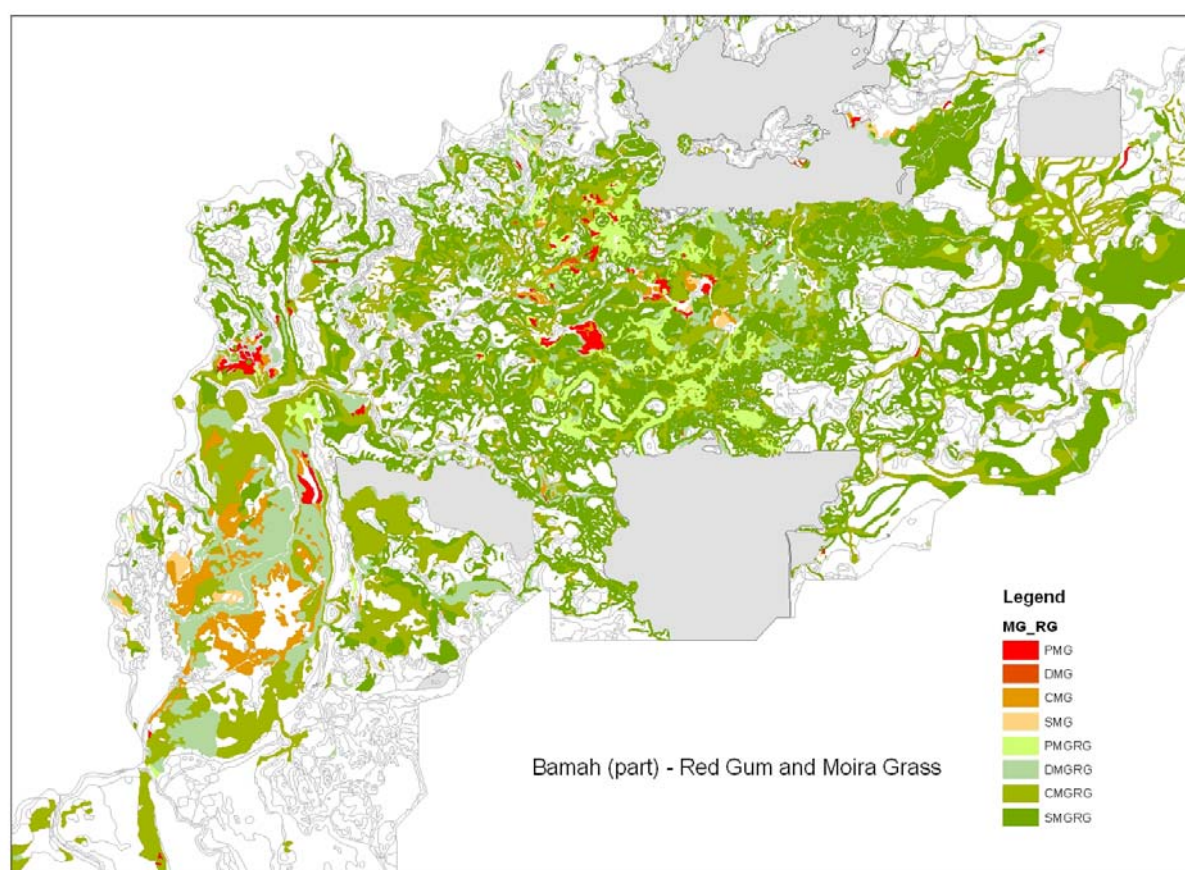 Legend
MG_RG
PMG
DMG
CMG
SMG
PMGRG
DMGRG
CMGRG
SMGRG
Bamah (part) - Red Gum and Moira Grass